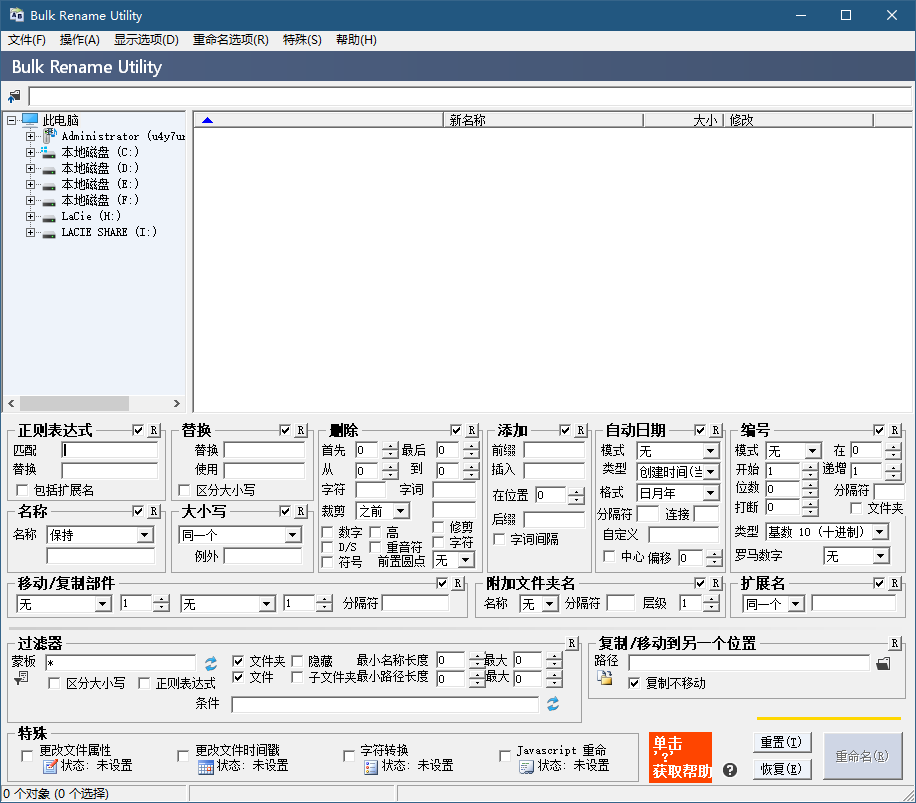 Bulk Rename Utility
文件(F) 操作(A) 显示选项(D) 重命名选项(R) 特殊(S) 帮助(H)
Bulk Rename Utility
此电脑
Administrator (u4y7ur
本地磁盘 (C:)
本地磁盘 (D:)
本地磁盘 (E:)
本地磁盘 (F:)
LaCie (H:)
LACIE SHARE (I:)
新名称 大小 修改
正则表达式 R
匹配
替换
包括扩展名
替换 R
替换
使用
区分大小写
删除 R
首先 0 最后 0
从 0 到 0
字符 字词
裁剪 之前
数字 高 修剪
D/S 重音符 字符
符号 前置圆点 无
添加 R
前缀
插入
在位置 0
后缀
字词间隔
自动日期 R
模式 无
类型 创建时间(当
格式 日月年
分隔符 连接
自定义
中心 偏移 0
编号 R
模式 无 在 0
开始 1 递增 1
位数 0 分隔符
打断 0 文件夹
类型 基数 10 (十进制)
罗马数字 无
名称 R
名称 保持
大小写 R
同一个
例外
移动/复制部件 R
无 1 无 1 分隔符
附加文件夹名 R
名称 无 分隔符 层级 1
扩展名 R
同一个
过滤器 R
蒙板 * 文件夹 隐藏 最小名称长度 0 最大 0
区分大小写 正则表达式 文件 子文件夹 最小路径长度 0 最大 0
条件
复制/移动到另一个位置 R
路径
复制不移动
特殊
更改文件属性
状态: 未设置
更改文件时间戳
状态: 未设置
字符转换
状态: 未设置
Javascript 重命
状态: 未设置
单击
'?'
获取帮助
重置(T)
恢复(E)
重命名(R)
0 个对象 (0 个选择)